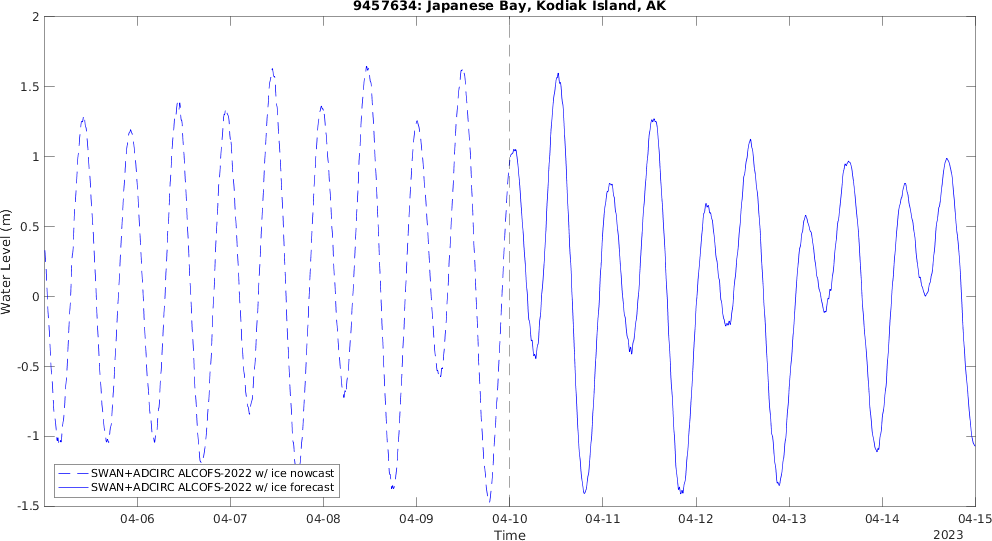 9457634: Japanese Bay, Kodiak Island, AK
2
1.5
1
0.5
0
-0.5
-1
-1.5
Water Level (m)
SWAN+ADCIRC ALCOFS-2022 w/ ice nowcast
SWAN+ADCIRC ALCOFS-2022 w/ ice forecast
04-06 04-07 04-08 04-09 04-10 04-11 04-12 04-13 04-14 04-15
Time
2023